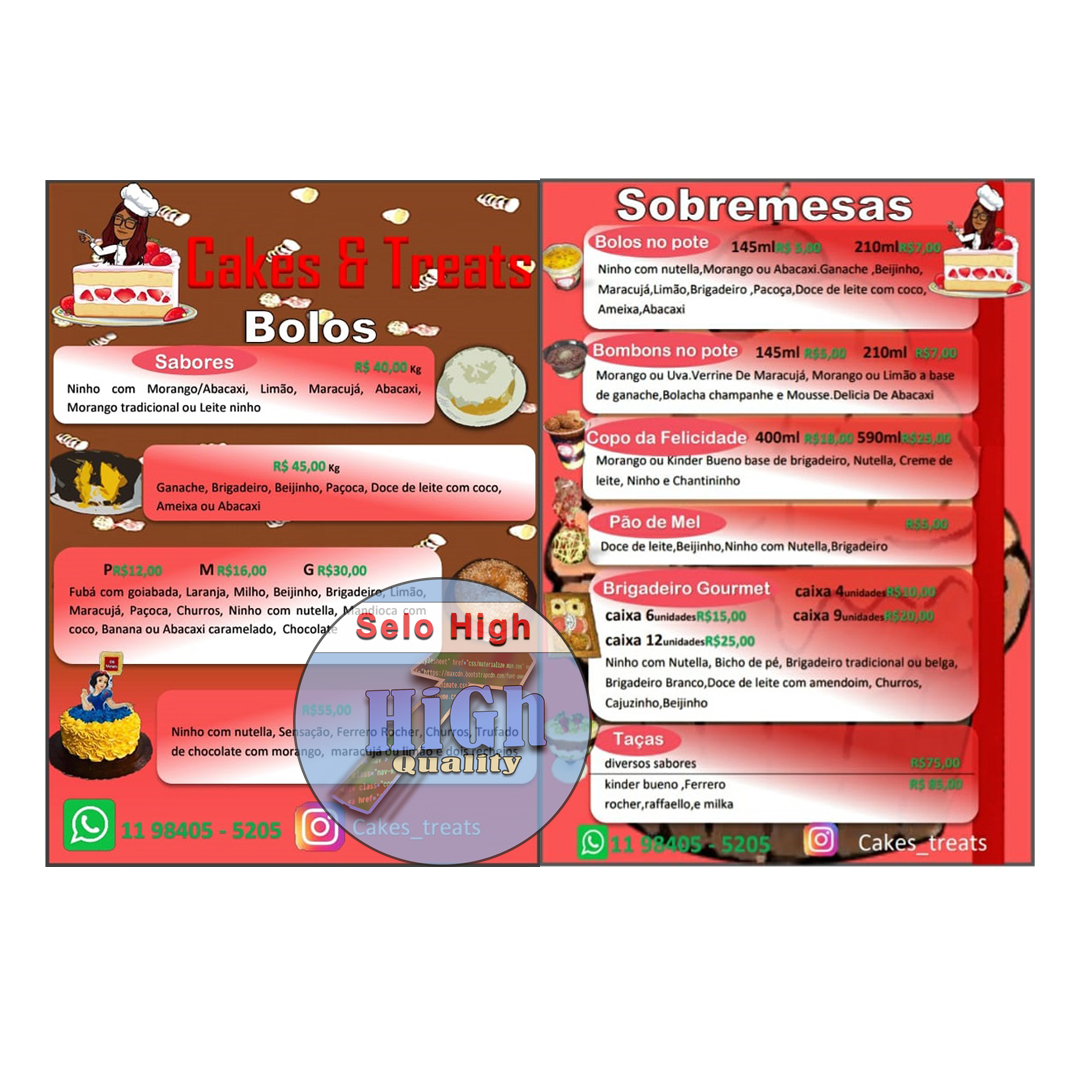 Cakes & Treats
Bolos
Sabores
R$ 40,00 Kg
Ninho com Morango/Abacaxi, Limão, Maracujá, Abacaxi,
Morango tradicional ou Leite ninho
R$ 45,00 Kg
Ganache, Brigadeiro, Beijinho, Paçoca, Doce de leite com coco,
Ameixa ou Abacaxi
PR$12,00 M R$16,00 G R$30,00
Fubá com goiabada, Laranja, Milho, Beijinho, Brigadeiro, Limão,
Maracujá, Paçoca, Churros, Ninho com nutella, Mandioca com
coco, Banana ou Abacaxi caramelado, Chocolate
R$55,00
Ninho com nutella, Sensação, Ferrero Rocher, Churros, Trufado
de chocolate com morango, maracujá ou limão e dois recheios
11 98405 - 5205
Cakes_treats
Selo High
HiGh
Quality
Sobremesas
Bolos no pote 145ml R$ 5,00 210ml R$7,00
Ninho com nutella,Morango ou Abacaxi.Ganache ,Beijinho,
Maracujá,Limão,Brigadeiro ,Pacoça,Doce de leite com coco,
Ameixa,Abacaxi
Bombons no pote 145ml R$5,00 210ml R$7,00
Morango ou Uva.Verrine De Maracujá, Morango ou Limão a base
de ganache,Bolacha champanhe e Mousse.Delicia De Abacaxi
Copo da Felicidade 400ml R$18,00 590ml R$25,00
Morango ou Kinder Bueno base de brigadeiro, Nutella, Creme de
leite, Ninho e Chantininho
Pão de Mel R$5,00
Doce de leite,Beijinho,Ninho com Nutella,Brigadeiro
Brigadeiro Gourmet caixa 4unidades R$10,00
caixa 6unidadesR$15,00 caixa 9unidadesR$20,00
caixa 12unidadesR$25,00
Ninho com Nutella, Bicho de pé, Brigadeiro tradicional ou belga,
Brigadeiro Branco,Doce de leite com amendoim, Churros,
Cajuzinho,Beijinho
Taças
diversos sabores R$75,00
kinder bueno ,Ferrero R$ 85,00
rocher,raffaello,e milka
11 98405 - 5205
Cakes_treats